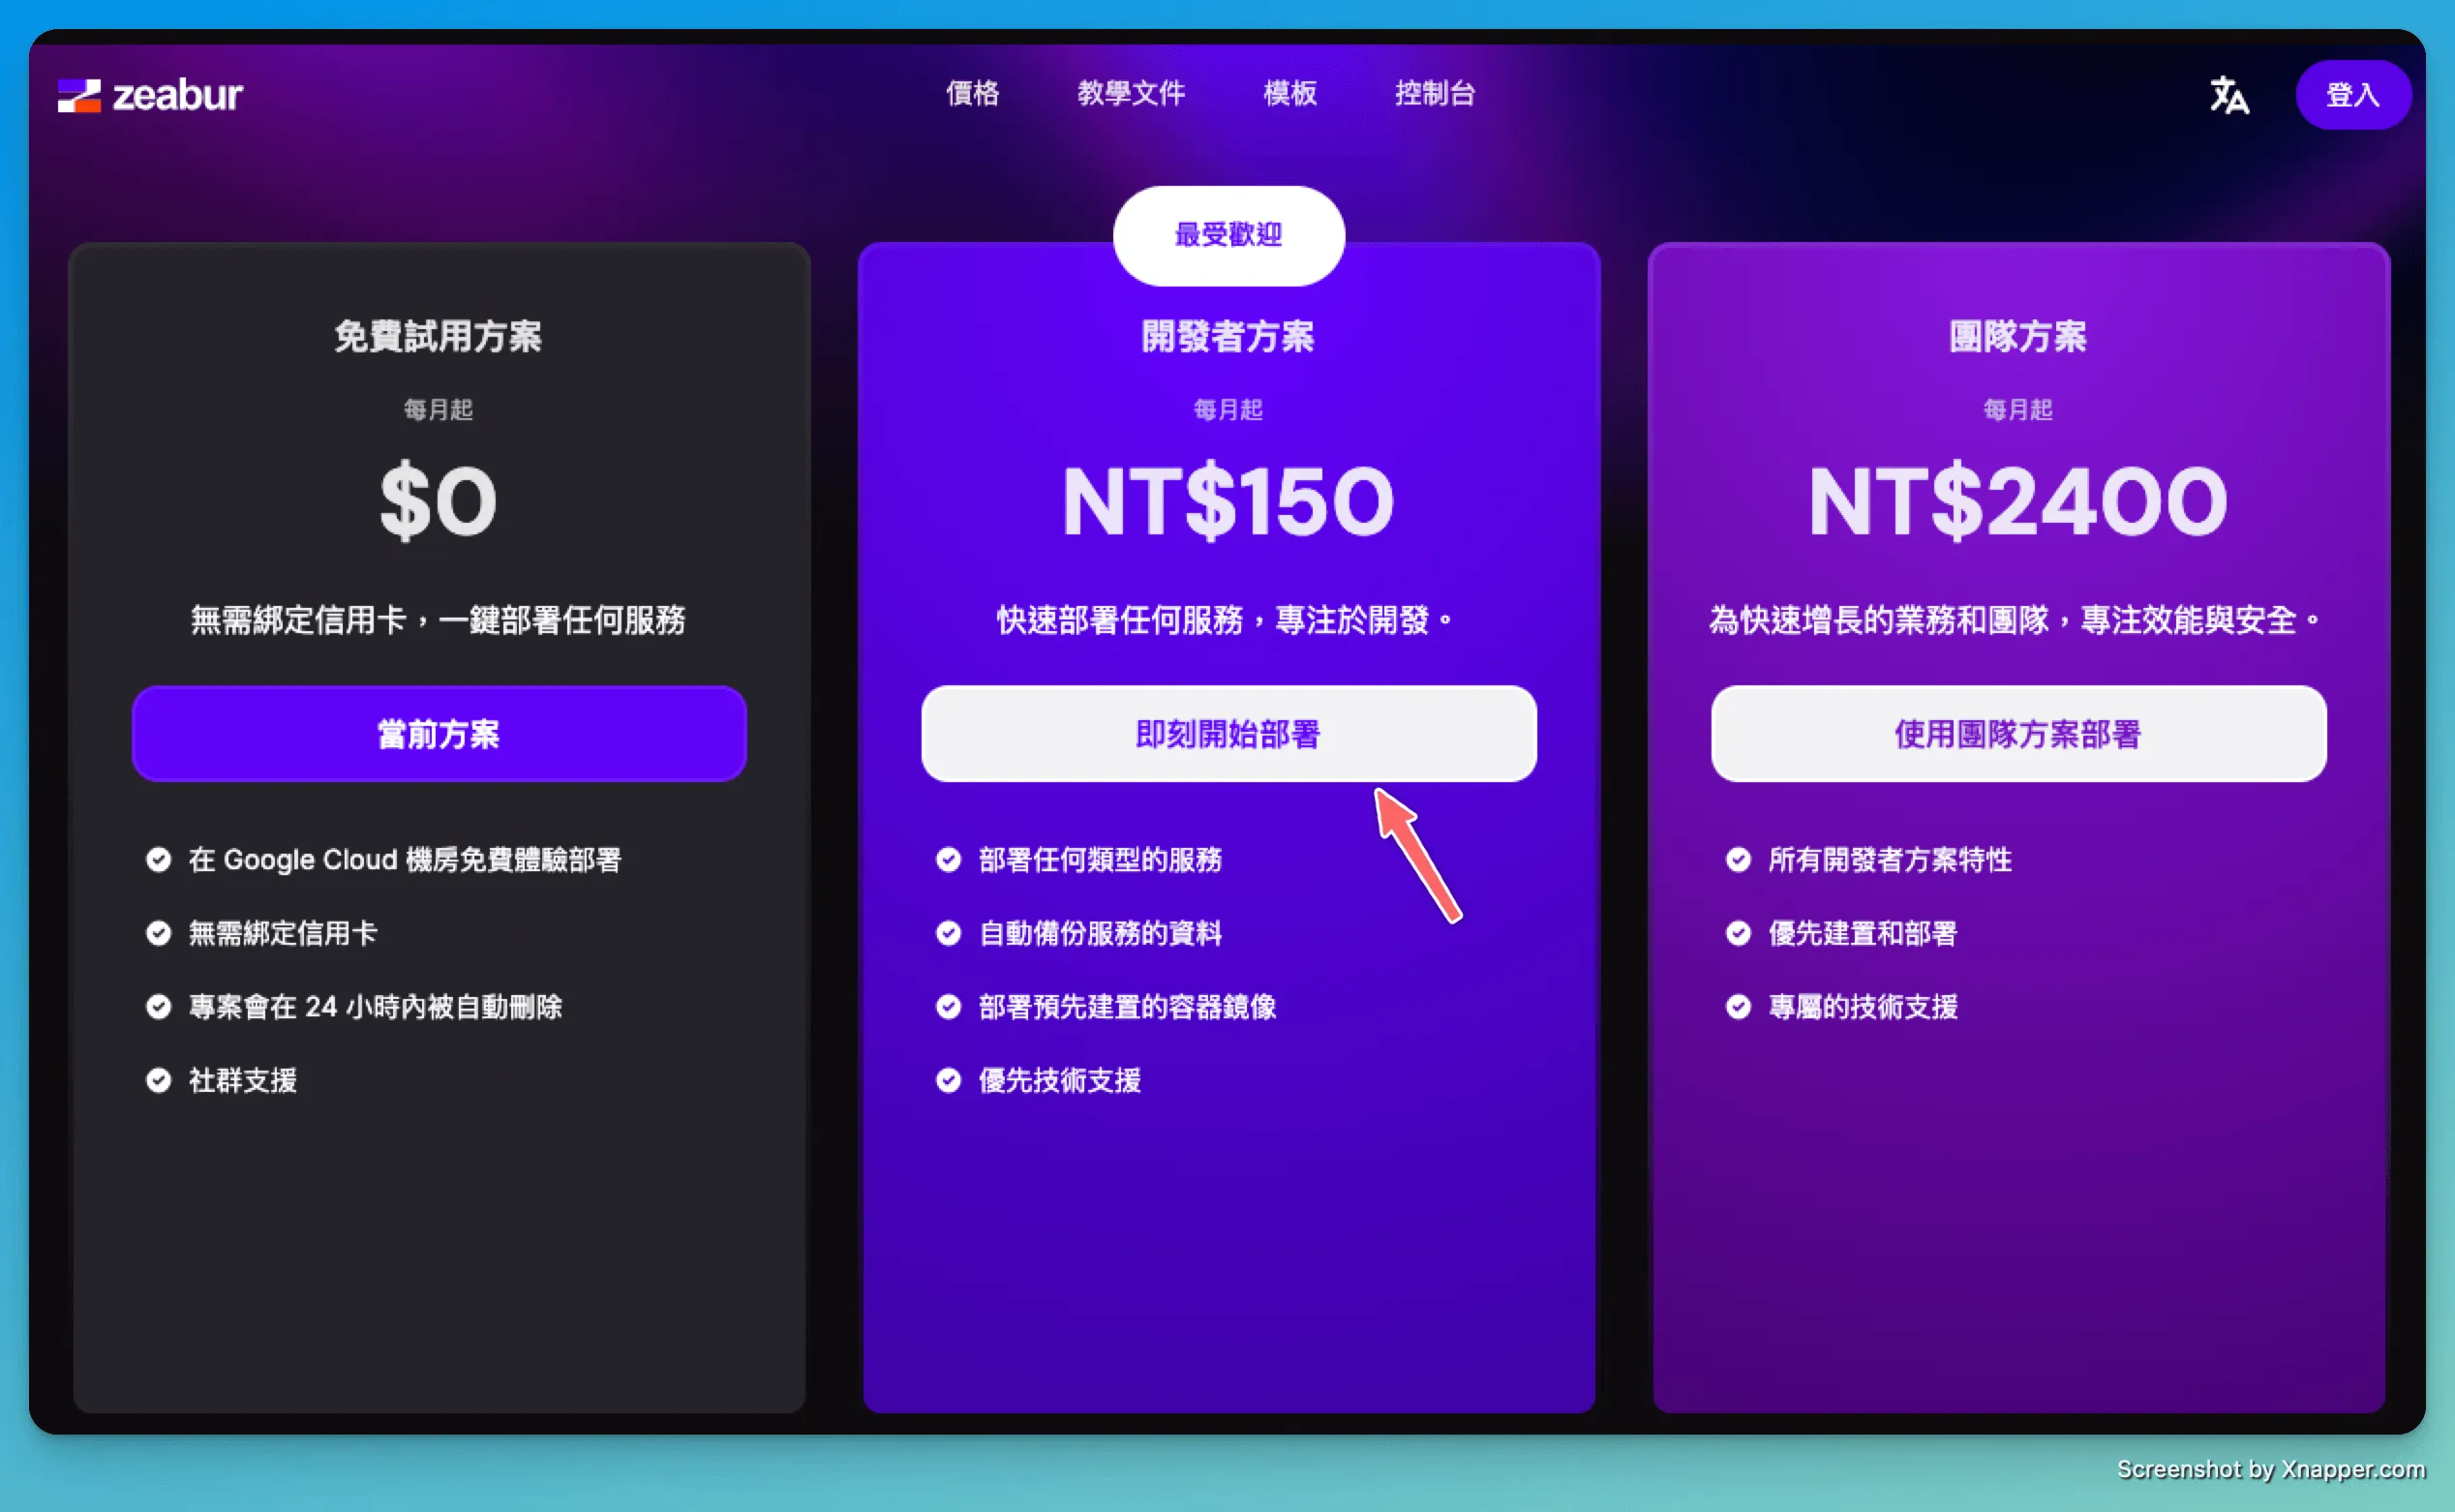 zeabur
價格
教學文件
模板
控制台
登入
免費試用方案
每月起
$0
無需綁定信用卡，一鍵部署任何服務
當前方案
在 Google Cloud 機房免費體驗部署
無需綁定信用卡
專案會在 24 小時內被自動刪除
社群支援
最受歡迎
開發者方案
每月起
NT$150
快速部署任何服務，專注於開發。
即刻開始部署
部署任何類型的服務
自動備份服務的資料
部署預先建置的容器鏡像
優先技術支援
團隊方案
每月起
NT$2400
為快速增長的業務和團隊，專注效能與安全。
使用團隊方案部署
所有開發者方案特性
優先建置和部署
專屬的技術支援
Screenshot by Xnapper.com